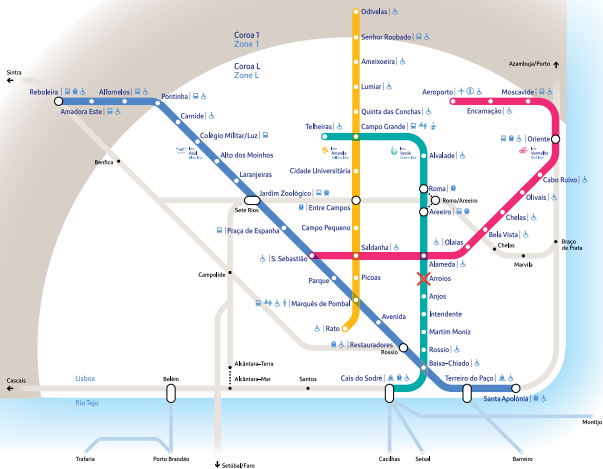 Odivelas
Coroa 1
Zone 1
Senhor Roubado
Coroa L
Zone L
Ameixoeira
Azambuja/Porto
Sintra
Lumiar
Reboleira
Alfornelos
Pontinha
Aeroporto
Moscavide
Amadora Este
Carnide
Quinta das Conchas
Encarnação
Telheiras
Campo Grande
Colégio Militar/Luz
Oriente
Alto dos Moinhos
Alvalade
Benfica
Cidade Universitária
Laranjeiras
Cabo Ruivo
Jardim Zoológico
Roma
Olivais
Sete Rios
Entre Campos
Roma/Areeiro
Areeiro
Chelas
Praça de Espanha
Campo Pequeno
Bela Vista
Saldanha
Olaias
Chelas
Braço
de Prata
S. Sebastião
Alameda
Marvila
Campolide
Parque
Picoas
Arroios
Marquês de Pombal
Anjos
Avenida
Intendente
Rato
Martim Moniz
Restauradores
Rossio
Rossio
Baixa-Chiado
Alcântara-Terra
Lisboa
Belém
Alcântara-Mar
Santos
Cais do Sodré
Terreiro do Paço
Cascais
Rio Tejo
Santa Apolónia
Montijo
Trafaria
Porto Brandão
Setúbal/Faro
Cacilhas
Seixal
Barreiro